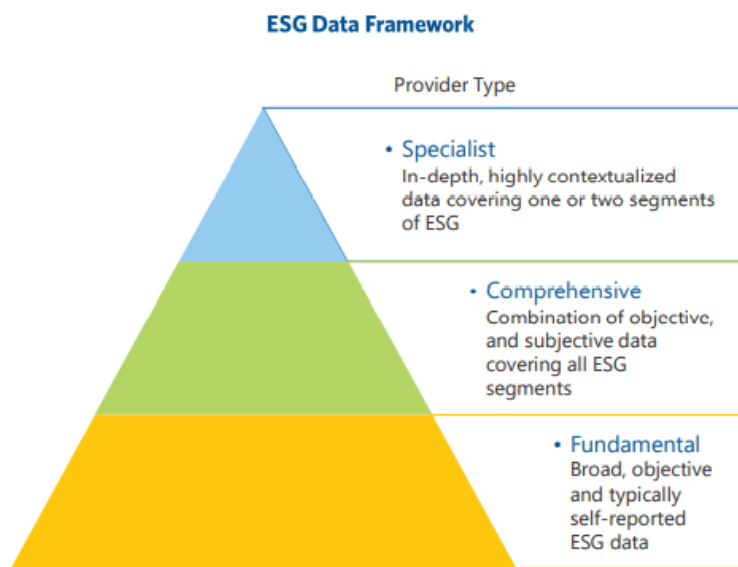 ESG Data Framework
Provider Type
• Specialist
In-depth, highly contextualized
data covering one or two segments
of ESG
• Comprehensive
Combination of objective,
and subjective data
covering all ESG
segments
• Fundamental
Broad, objective
and typically
self-reported
ESG data